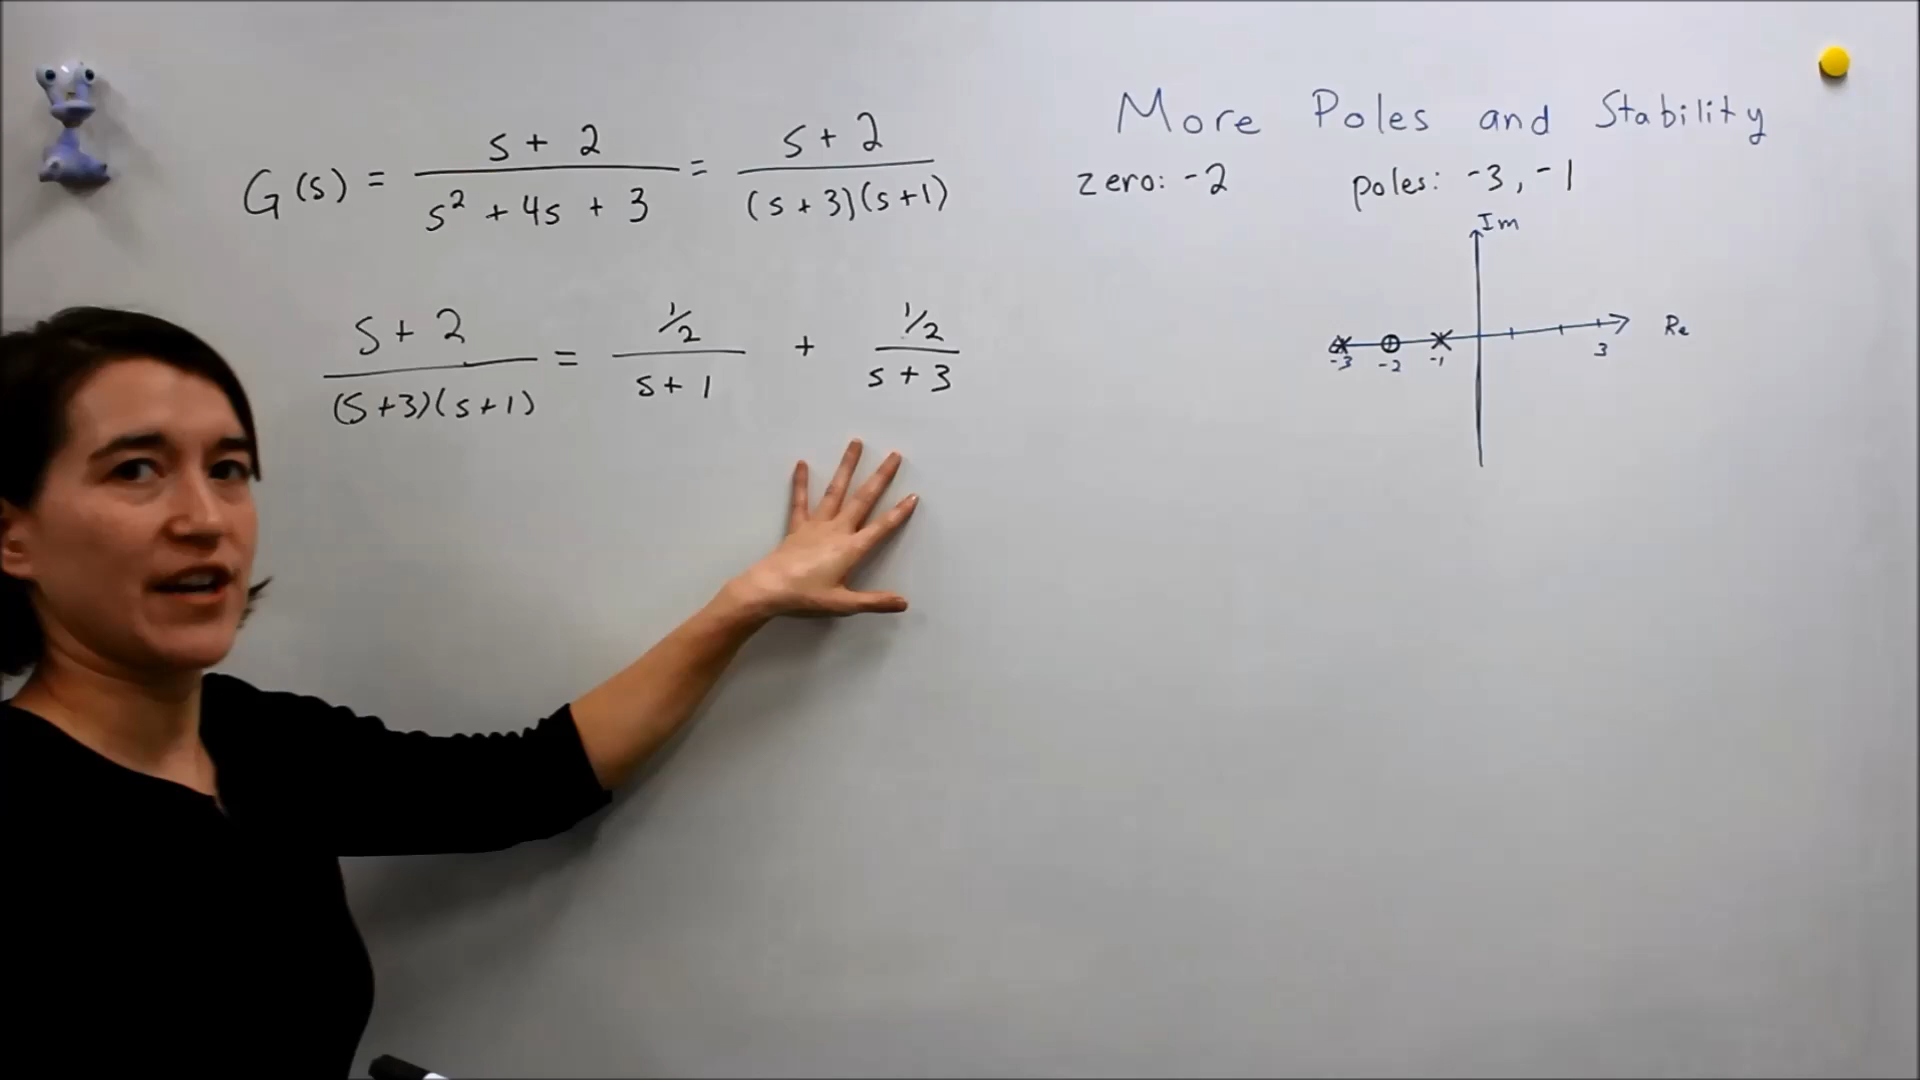 More Poles and Stability
G(s) = s + 2 / s² + 4s + 3 = s + 2 / (s + 3)(s + 1)
zero: -2 poles: -3, -1
s + 2 / (s + 3)(s + 1) = 1/2 / s + 1 + 1/2 / s + 3
Im
Re
-3 -2 -1 3